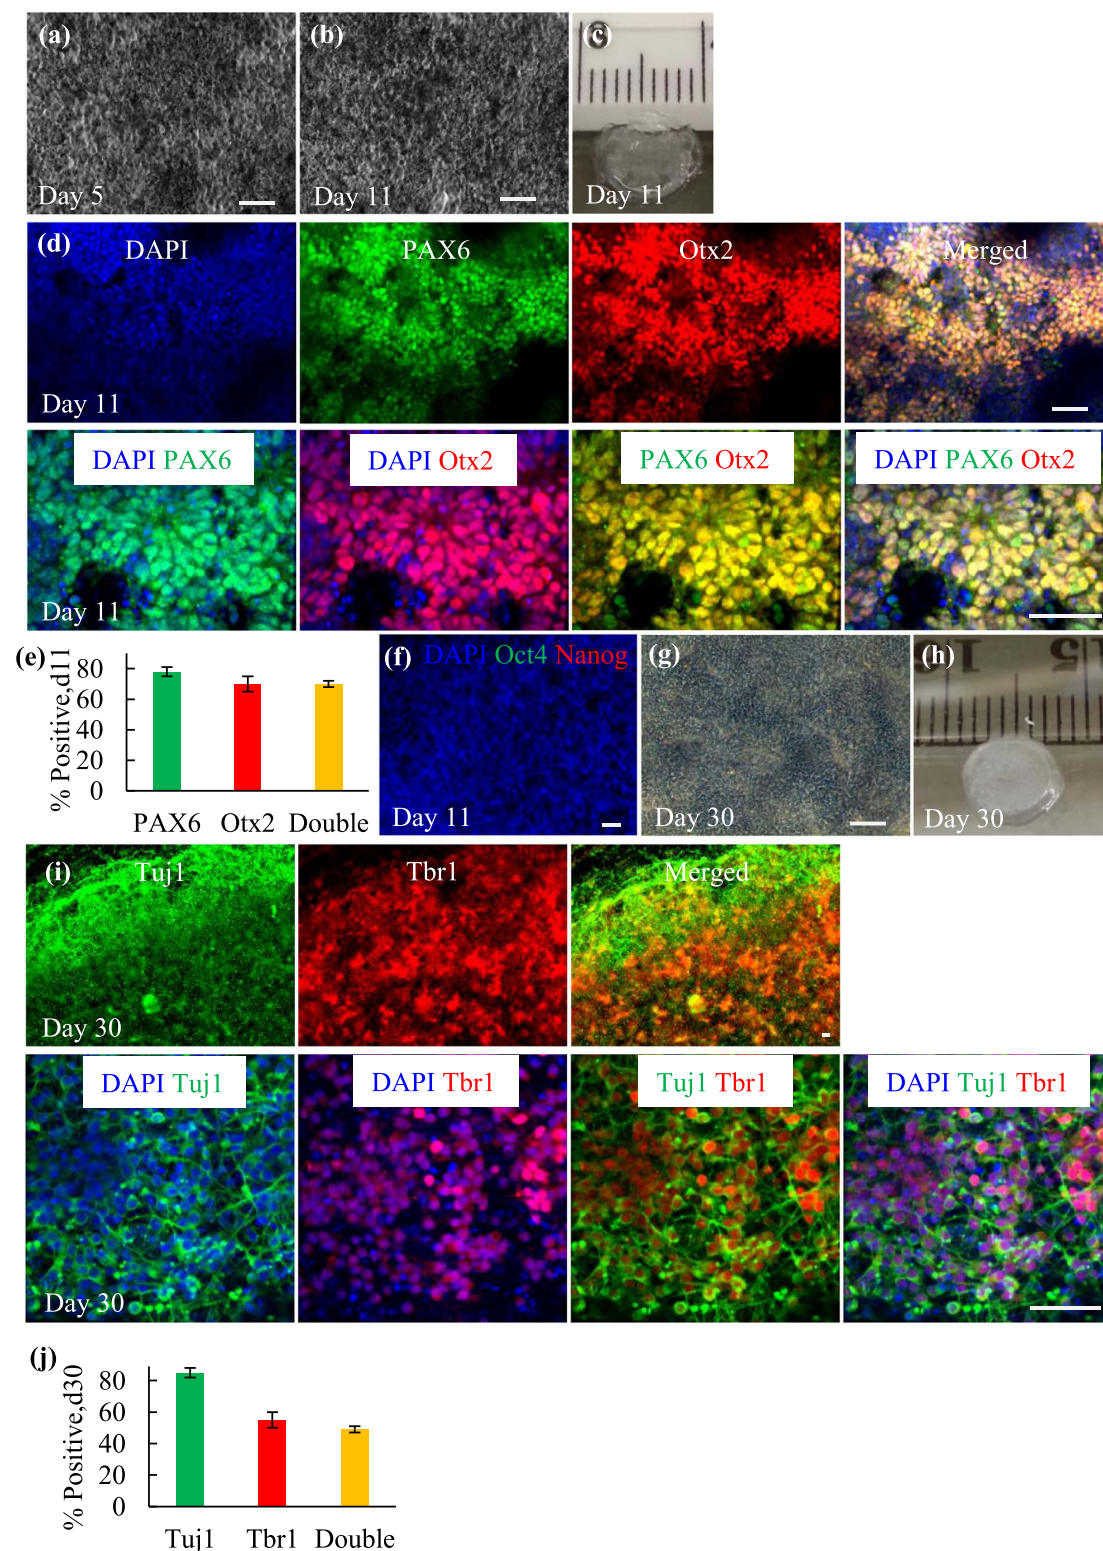 (a)
(b)
(c)
0
Day 5
Day 11
Day 11
(d)
DAPI
PAX6
Otx2
Merged
Day 11
DAPI PAX6
DAPI Otx2
PAX6 Otx2
DAPI PAX6 Otx2
Day 11
(e)
% Positive,d11
80
60
40
20
0
PAX6 Otx2 Double
(f)
DAPI Oct4 Nanog
Day 11
(g)
Day 30
(h)
15
Day 30
(i)
Tuj1
Tbr1
Merged
Day 30
DAPI Tuj1
DAPI Tbr1
Tuj1 Tbr1
DAPI Tuj1 Tbr1
Day 30
(j)
% Positive,d30
80
60
40
20
0
Tuj1 Tbr1 Double